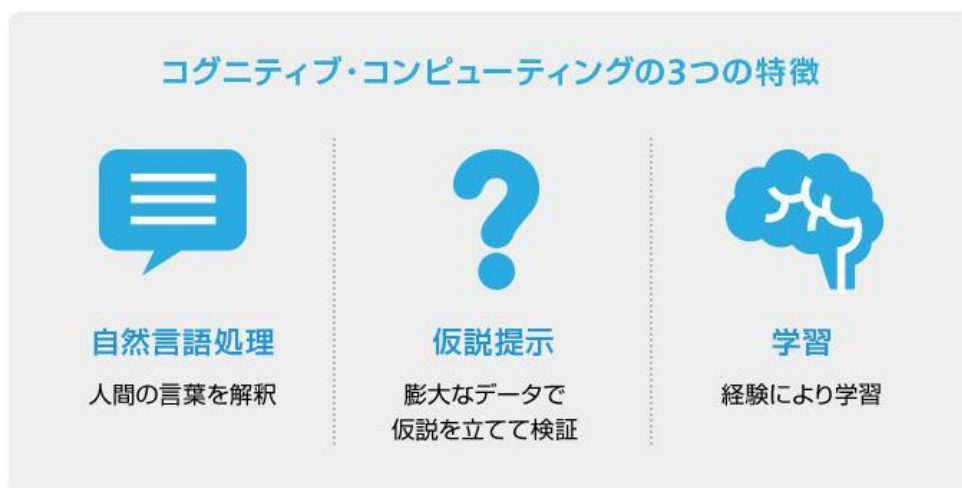 コグニティブ・コンピューティングの3つの特徴
自然言語処理
人間の言葉を解釈
仮説提示
膨大なデータで
仮説を立てて検証
学習
経験により学習